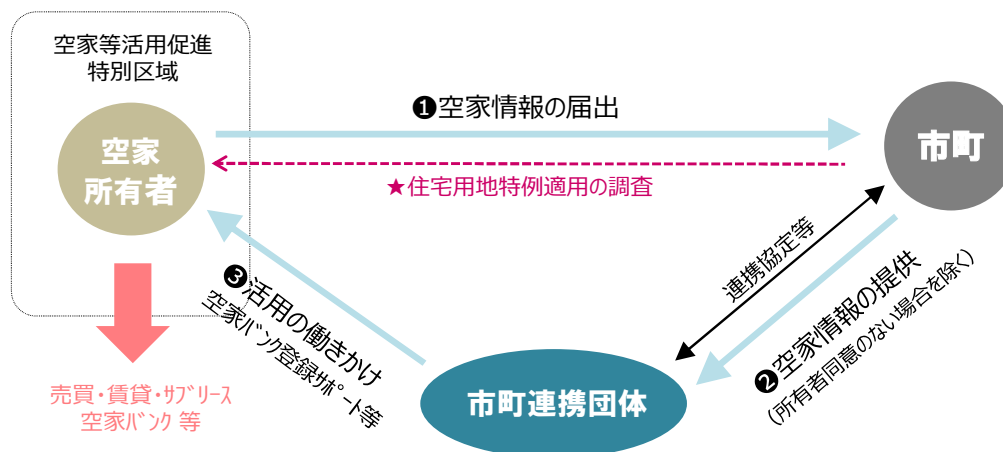 空家等活用促進
特別区域
❶空家情報の届出
空家
所有者
市町
★住宅用地特例適用の調査
連携協定等
❷空家情報の提供
(所有者同意のない場合を除く)
❸活用の働きかけ
空家ﾊﾞﾝｸ登録ｻﾎﾟｰﾄ等
市町連携団体
売買・賃貸・ｻﾌﾞﾘｰｽ
空家ﾊﾞﾝｸ 等